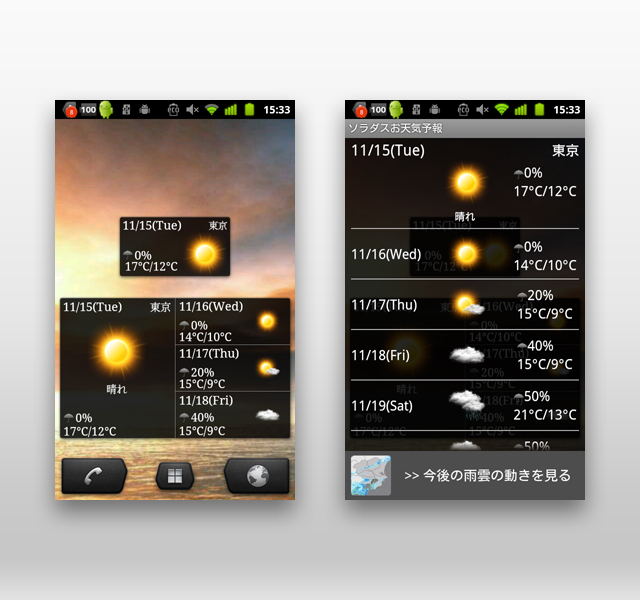 100
eco
15:33
11/15(Tue) 東京
0%
17°C/12°C
11/15(Tue) 東京
晴れ
0%
17°C/12°C
11/16(Wed)
0%
14°C/10°C
11/17(Thu)
20%
15°C/9°C
11/18(Fri)
40%
15°C/9°C
100
eco
15:33
ソラダスお天気予報
11/15(Tue) 東京
0%
17°C/12°C
晴れ
11/16(Wed)
0%
14°C/10°C
11/17(Thu)
20%
15°C/9°C
11/18(Fri)
40%
15°C/9°C
11/19(Sat)
50%
21°C/13°C
50%
>> 今後の雨雲の動きを見る